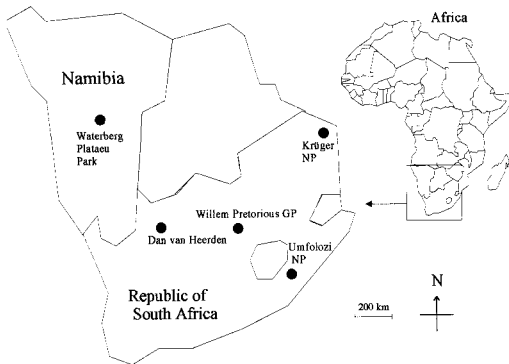 Africa
Namibia
Waterberg
Plataeu
Park
Krüger
NP
Willem Pretorious GP
Dan van Heerden
Umfolozi
NP
Republic of
South Africa
N
200 km